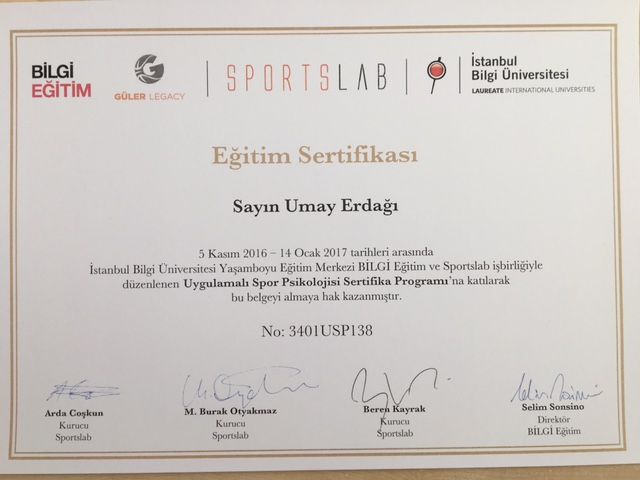 BİLGİ
EĞİTİM
GÜLER LEGACY
SPORTSLAB
İstanbul
Bilgi Üniversitesi
LAUREATE INTERNATIONAL UNIVERSITIES
Eğitim Sertifikası
Sayın Umay Erdağı
5 Kasım 2016 – 14 Ocak 2017 tarihleri arasında
İstanbul Bilgi Üniversitesi Yaşamboyu Eğitim Merkezi BİLGİ Eğitim ve Sportslab işbirliğiyle
düzenlenen Uygulamalı Spor Psikolojisi Sertifika Programı'na katılarak
bu belgeyi almaya hak kazanmıştır.
No: 3401USP138
Arda Coşkun
Kurucu
Sportslab
M. Burak Otyakmaz
Kurucu
Sportslab
Beren Kayrak
Kurucu
Sportslab
Selim Sonsino
Direktör
BİLGİ Eğitim